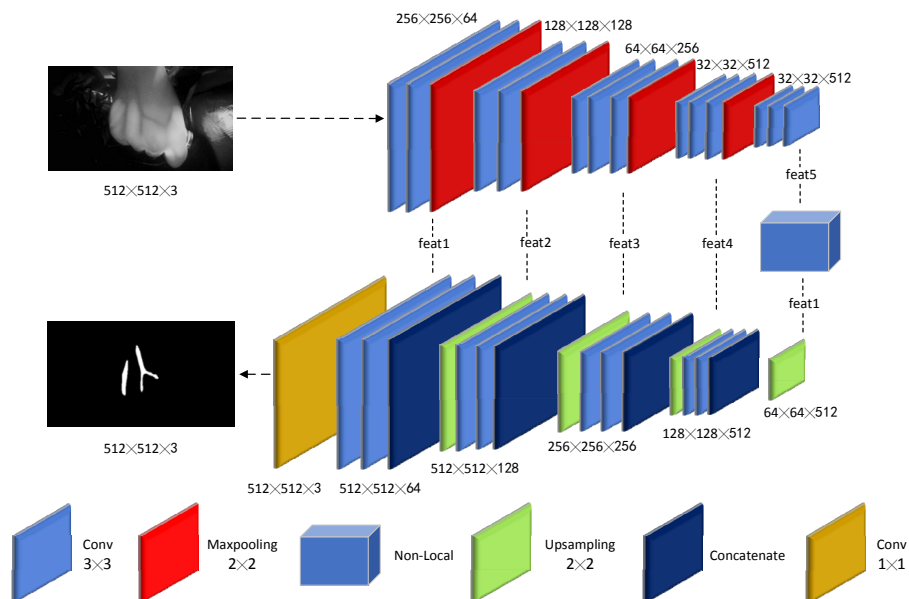 256×256×64
128×128×128
64×64×256
32×32×512
32×32×512
512×512×3
feat5
feat1
feat2
feat3
feat4
feat1
512×512×3
64×64×512
128×128×512
256×256×256
512×512×128
512×512×3
512×512×64
Conv
3×3
Maxpooling
2×2
Non-Local
Upsampling
2×2
Concatenate
Conv
1×1